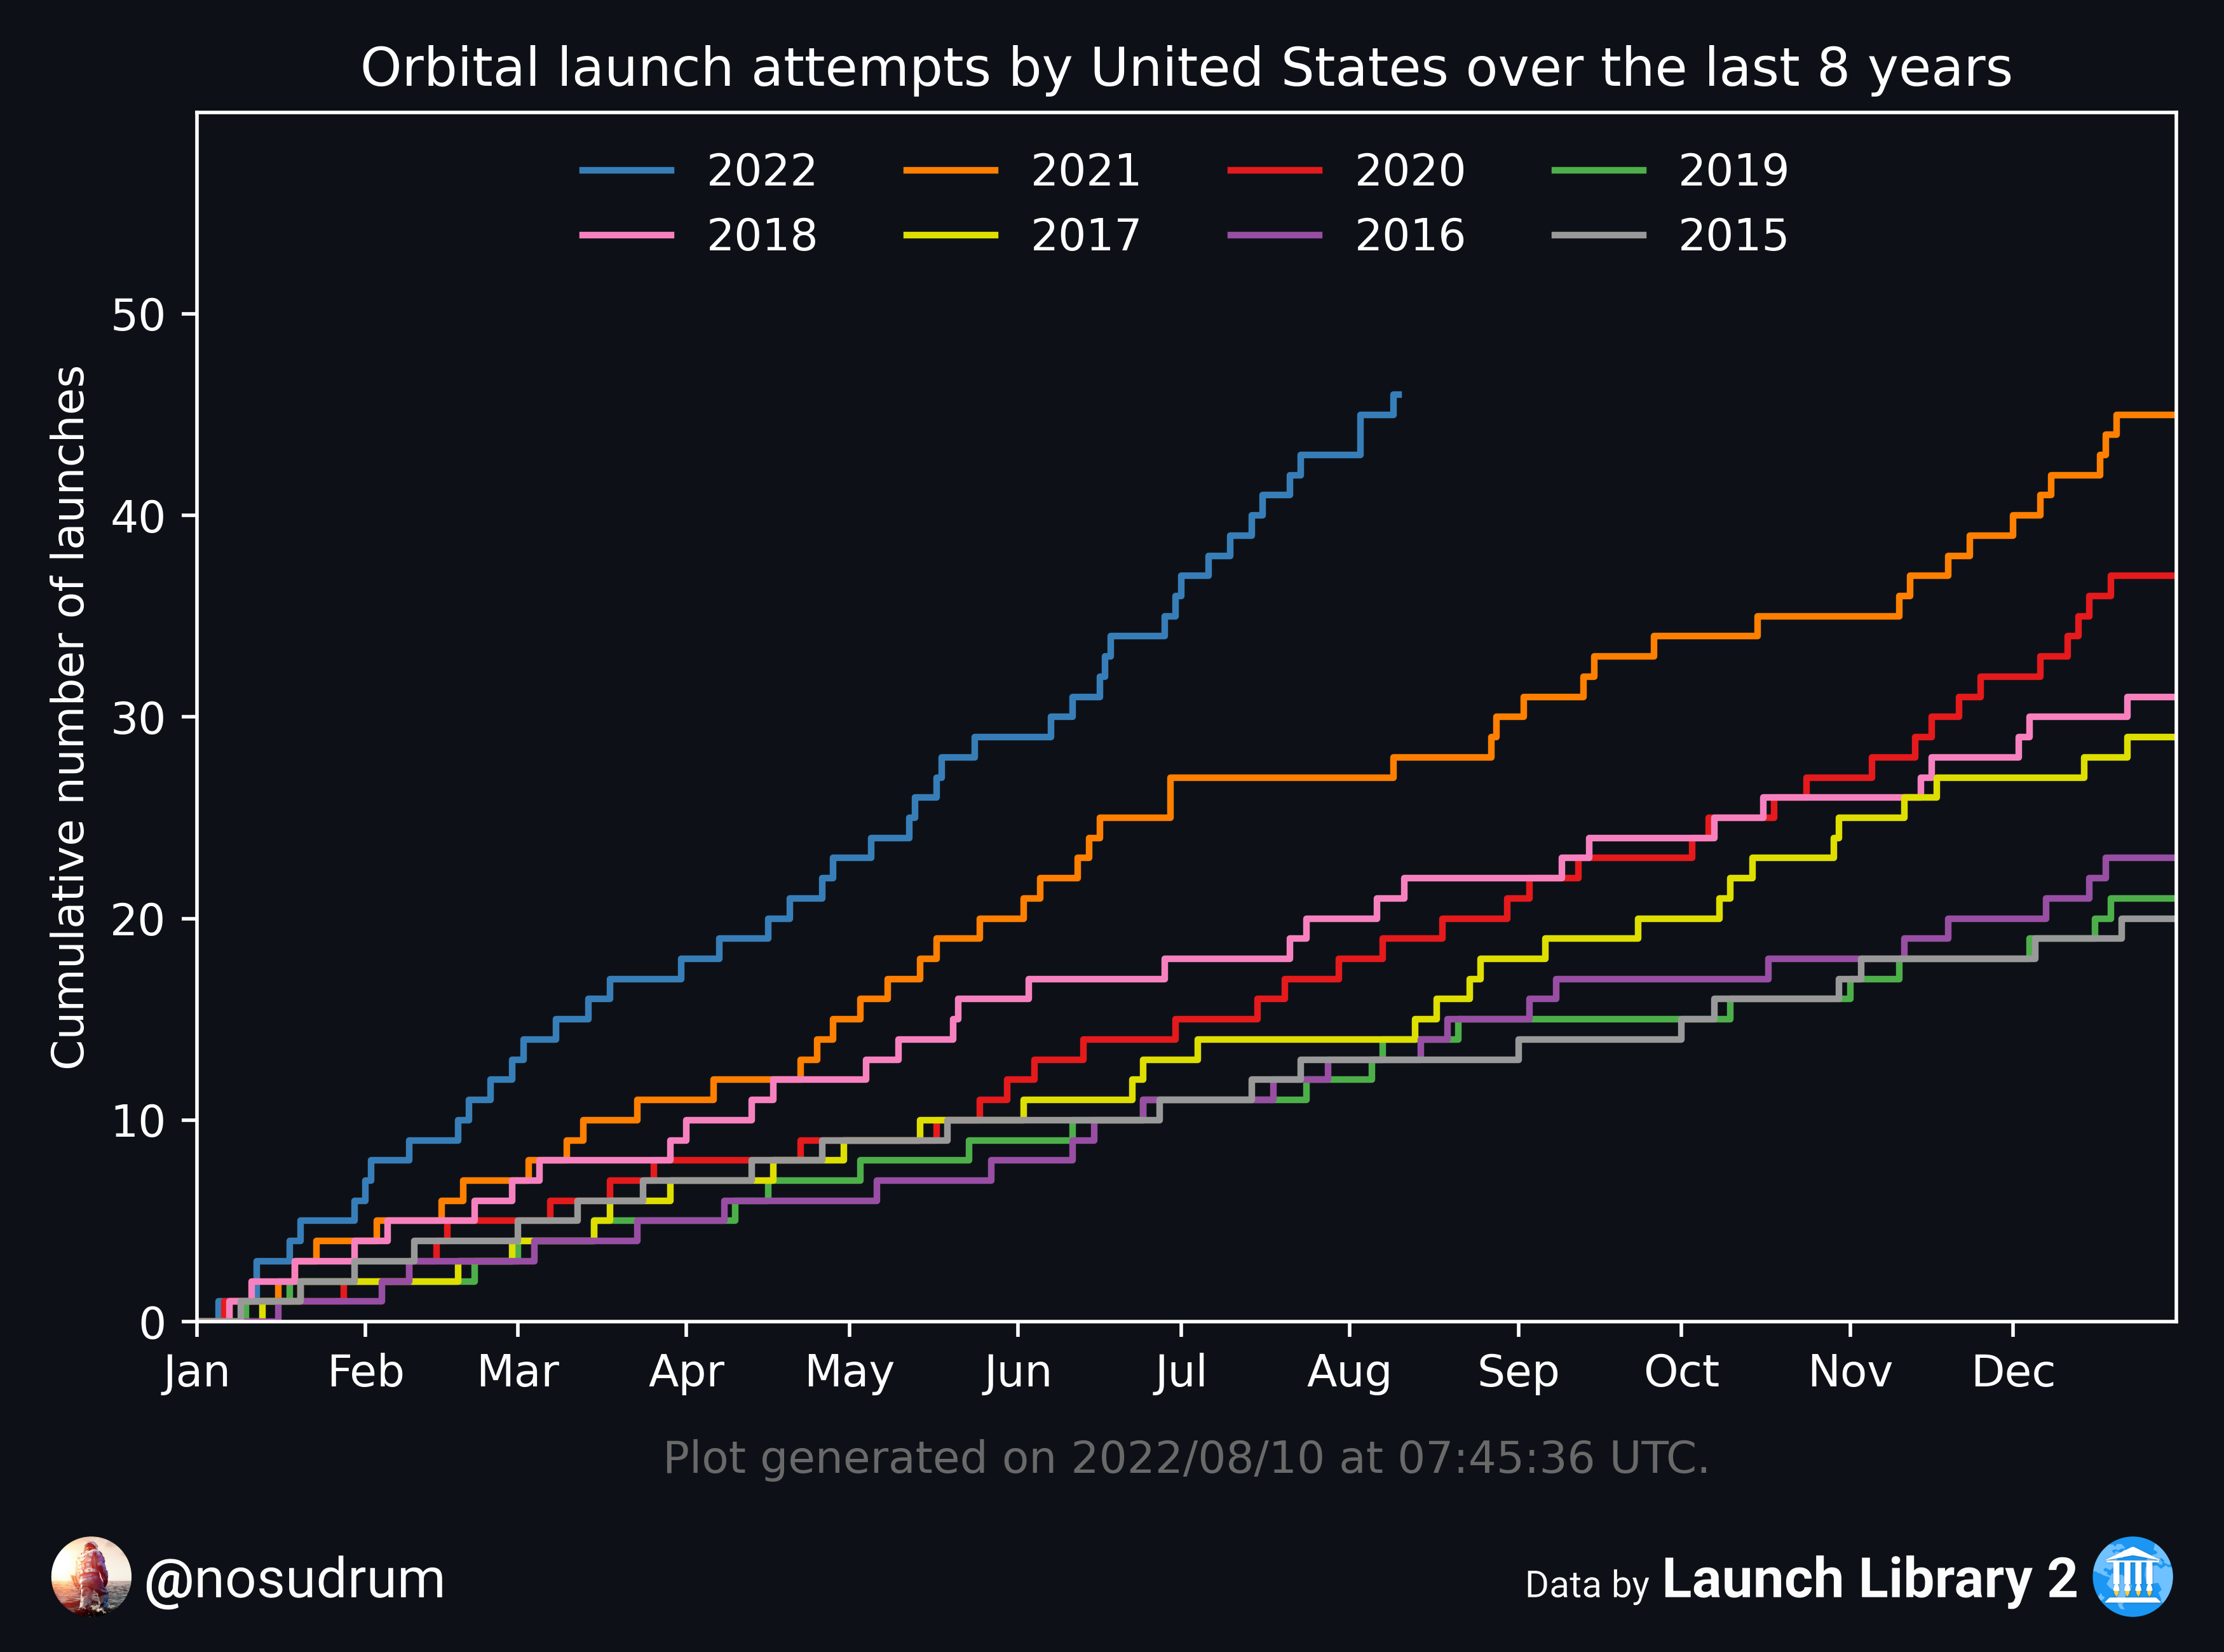 Orbital launch attempts by United States over the last 8 years
2022 2021 2020 2019
2018 2017 2016 2015
Cumulative number of launches
50
40
30
20
10
0
Jan Feb Mar Apr May Jun Jul Aug Sep Oct Nov Dec
Plot generated on 2022/08/10 at 07:45:36 UTC.
@nosudrum
Data by Launch Library 2